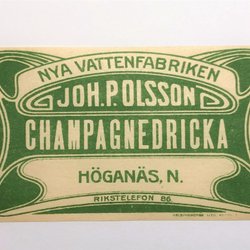 NYA VATTENFABRIKEN
JOH.P.OLSSON
CHAMPAGNEDRICKA
HÖGANÄS, N.
RIKSTELEFON 86